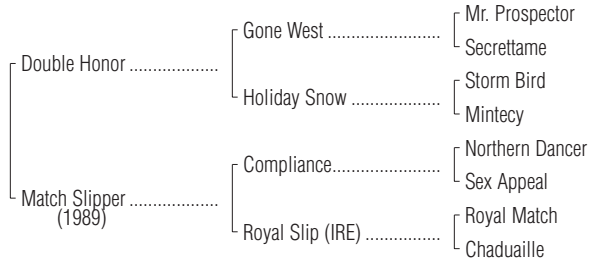 Mr. Prospector
Gone West ........................
Secrettame
Double Honor ...................
Storm Bird
Holiday Snow ....................
Mintecy
Northern Dancer
Compliance.......................
Sex Appeal
Match Slipper ...................
(1989)
Royal Match
Royal Slip (IRE) ................
Chaduaille